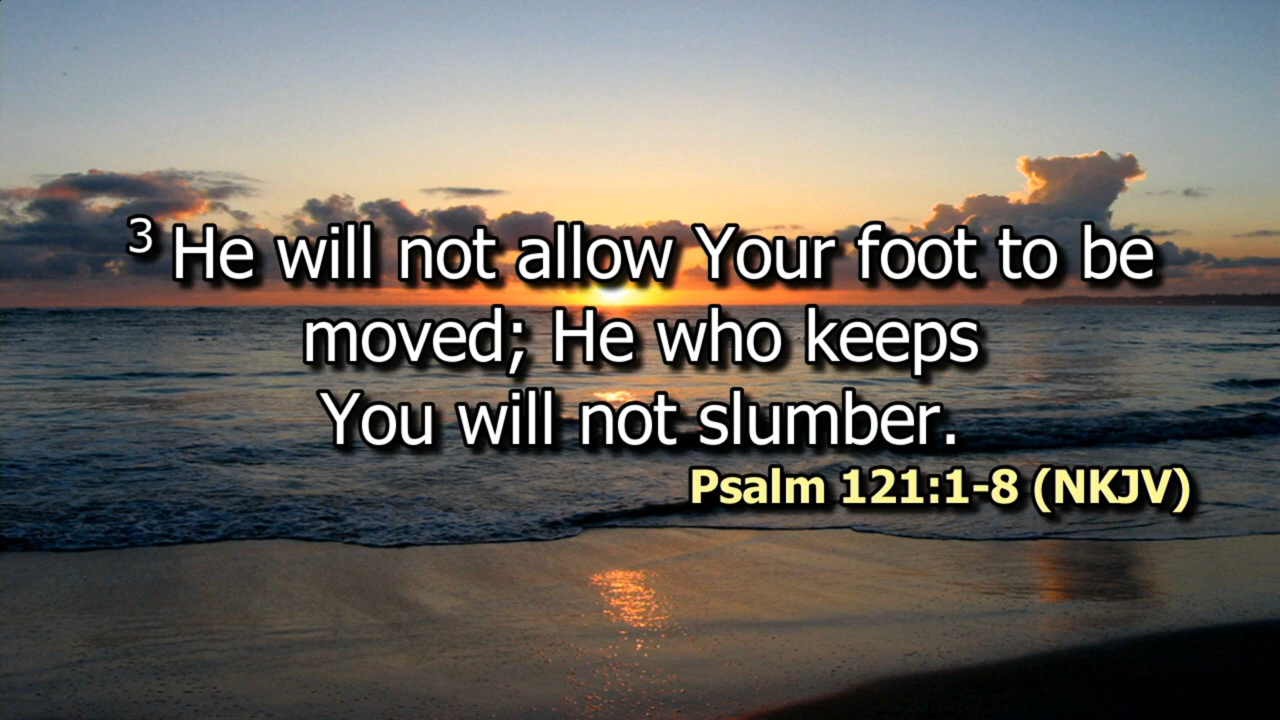 3 He will not allow Your foot to be
moved; He who keeps
You will not slumber.
Psalm 121:1-8 (NKJV)